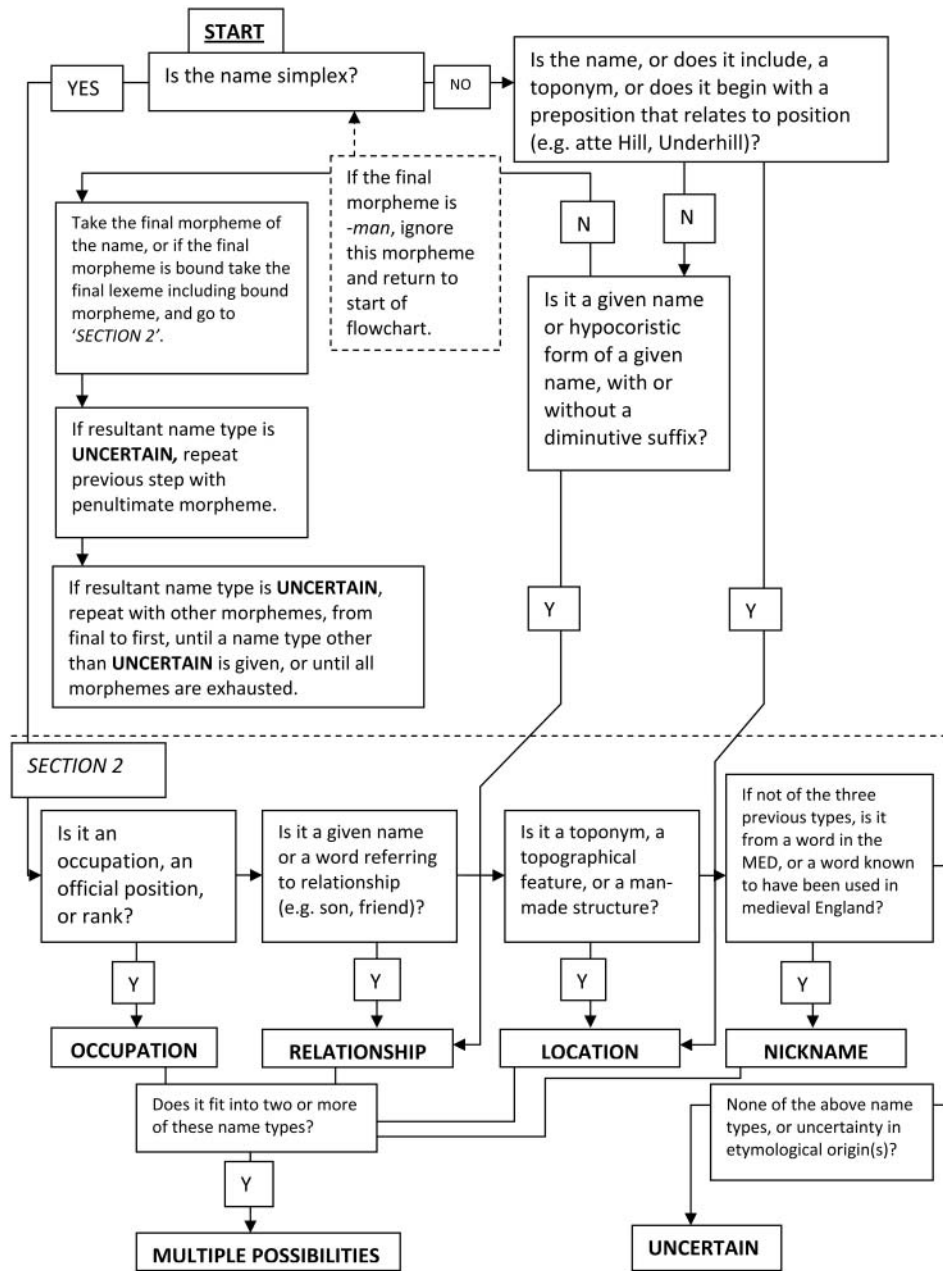 START
Is the name simplex?
YES
NO
Is the name, or does it include, a
toponym, or does it begin with a
preposition that relates to position
(e.g. atte Hill, Underhill)?
If the final
morpheme is
-man, ignore
this morpheme
and return to
start of
flowchart.
N
N
Take the final morpheme of
the name, or if the final
morpheme is bound take the
final lexeme including bound
morpheme, and go to
‘SECTION 2’.
Is it a given name
or hypocoristic
form of a given
name, with or
without a
diminutive suffix?
If resultant name type is
UNCERTAIN, repeat
previous step with
penultimate morpheme.
If resultant name type is UNCERTAIN,
repeat with other morphemes, from
final to first, until a name type other
than UNCERTAIN is given, or until all
morphemes are exhausted.
Y
Y
SECTION 2
Is it an
occupation, an
official position,
or rank?
Is it a given name
or a word referring
to relationship
(e.g. son, friend)?
Is it a toponym, a
topographical
feature, or a man-
made structure?
If not of the three
previous types, is it
from a word in the
MED, or a word known
to have been used in
medieval England?
Y
Y
Y
Y
OCCUPATION
RELATIONSHIP
LOCATION
NICKNAME
Does it fit into two or more
of these name types?
None of the above name
types, or uncertainty in
etymological origin(s)?
Y
MULTIPLE POSSIBILITIES
UNCERTAIN